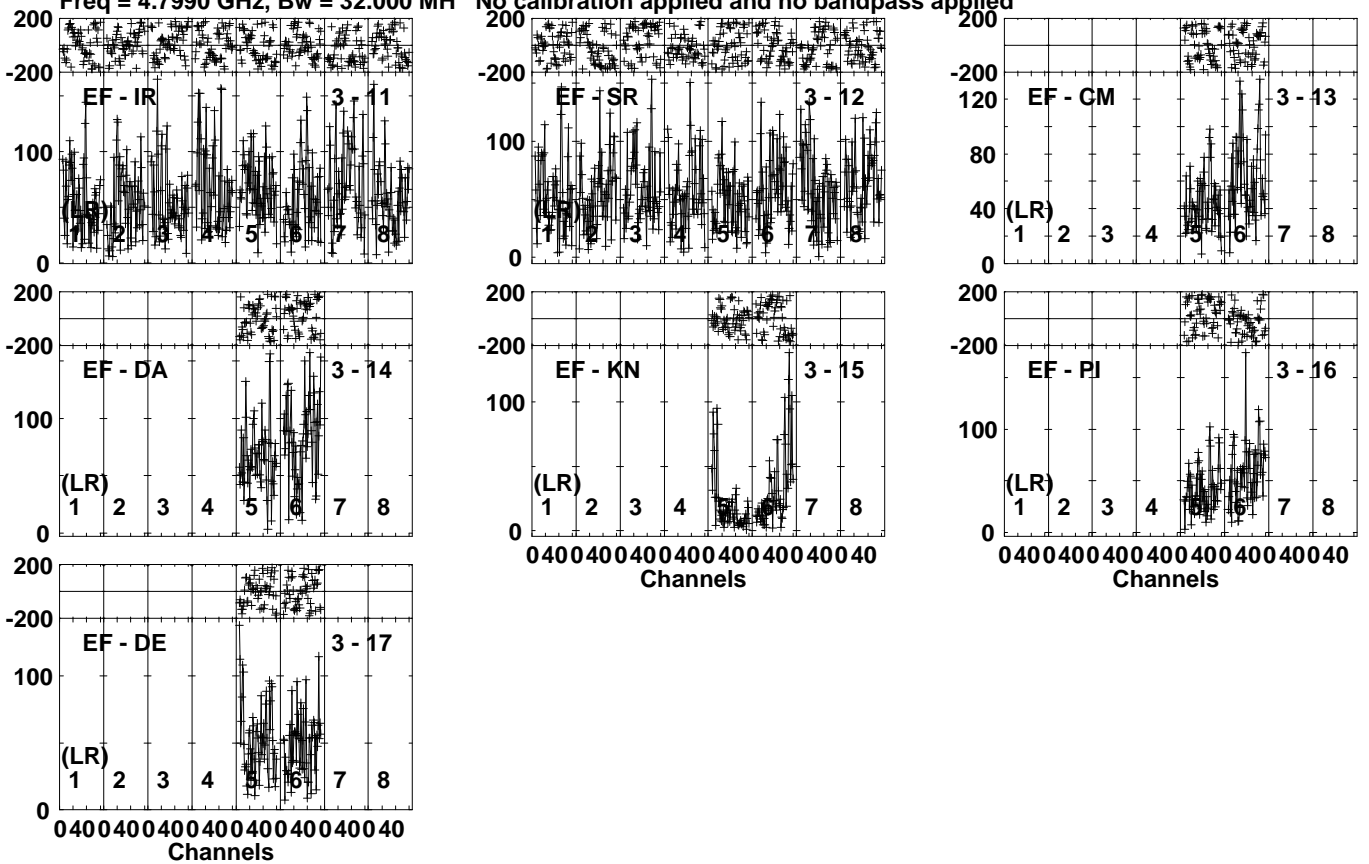 Freq = 4.7990 GHz, Bw = 32.000 MH No calibration applied and no bandpass applied
200
-200
EF - IR 3 - 11
100
(LR)
1 2 3 4 5 6 7 8
0
200
-200
EF - SR 3 - 12
100
(LR)
1 2 3 4 5 6 7 8
0
200
-200
EF - CM 3 - 13
120
80
40
(LR)
1 2 3 4 5 6 7 8
0
200
-200
EF - DA 3 - 14
100
(LR)
1 2 3 4 5 6 7 8
0
200
-200
EF - KN 3 - 15
100
(LR)
1 2 3 4 5 6 7 8
0
0 40 0 40 0 40 0 40 0 40 0 40 0 40 0 40
Channels
200
-200
EF - PI 3 - 16
100
(LR)
1 2 3 4 5 6 7 8
0
0 40 0 40 0 40 0 40 0 40 0 40 0 40 0 40
Channels
200
-200
EF - DE 3 - 17
100
(LR)
1 2 3 4 5 6 7 8
0
0 40 0 40 0 40 0 40 0 40 0 40 0 40 0 40
Channels